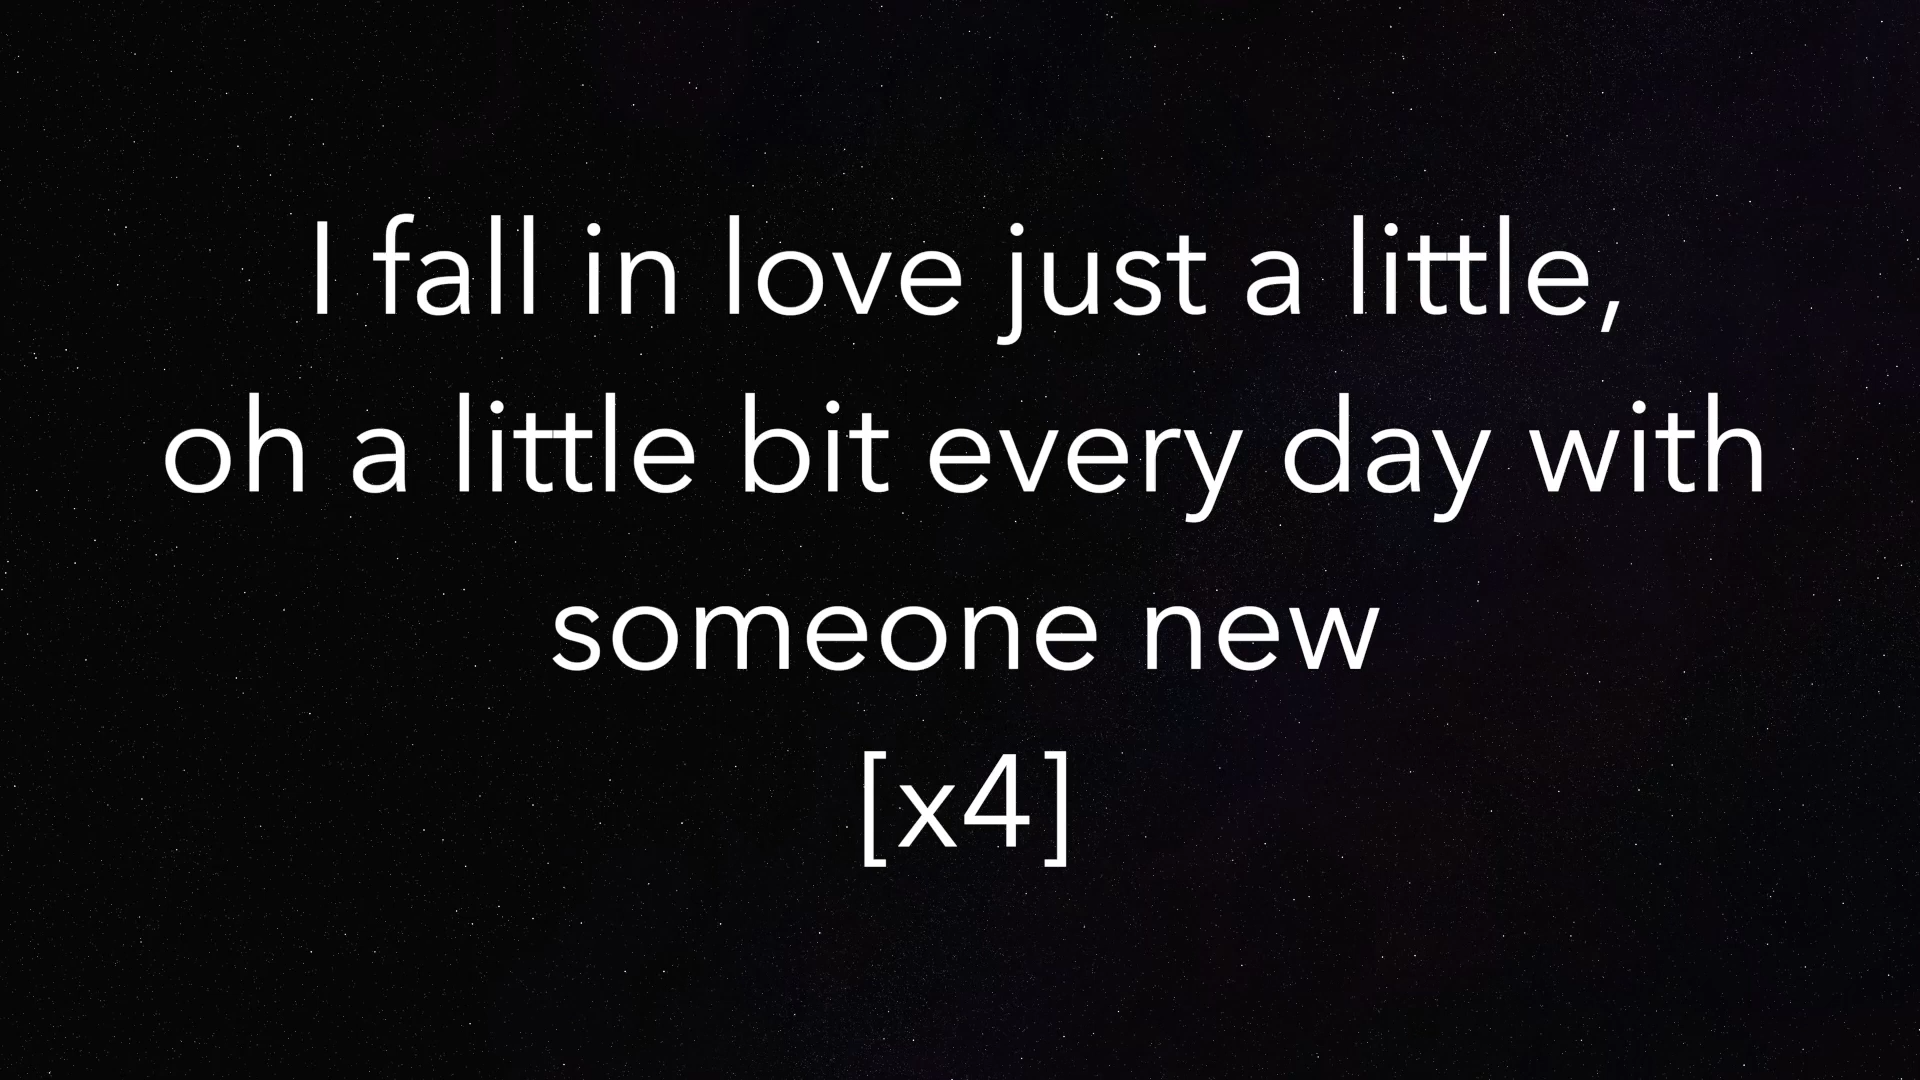 I fall in love just a little,
oh a little bit every day with
someone new
[x4]